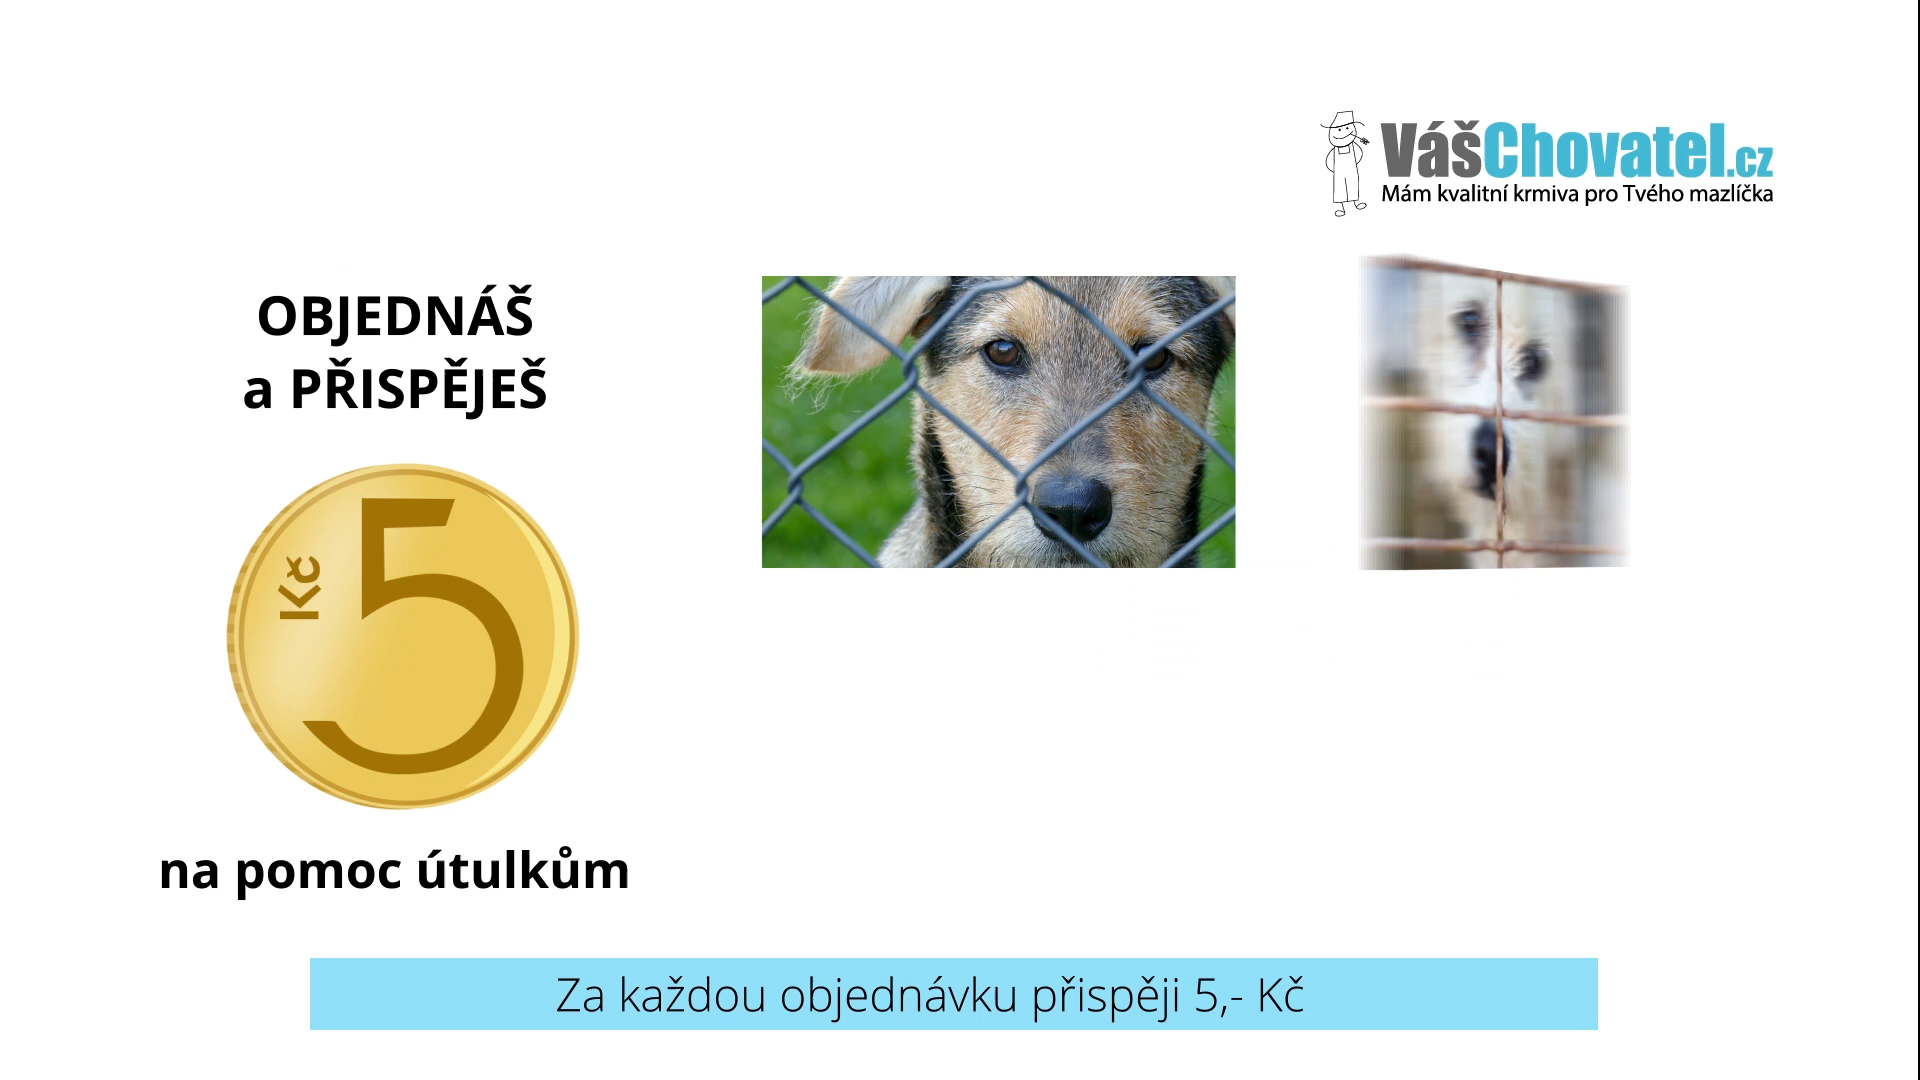 VášChovatel.cz
Mám kvalitní krmiva pro Tvého mazlíčka
OBJEDNÁŠ
a PŘISPĚJEŠ
Kč 5
na pomoc útulkům
Za každou objednávku přispěji 5,- Kč